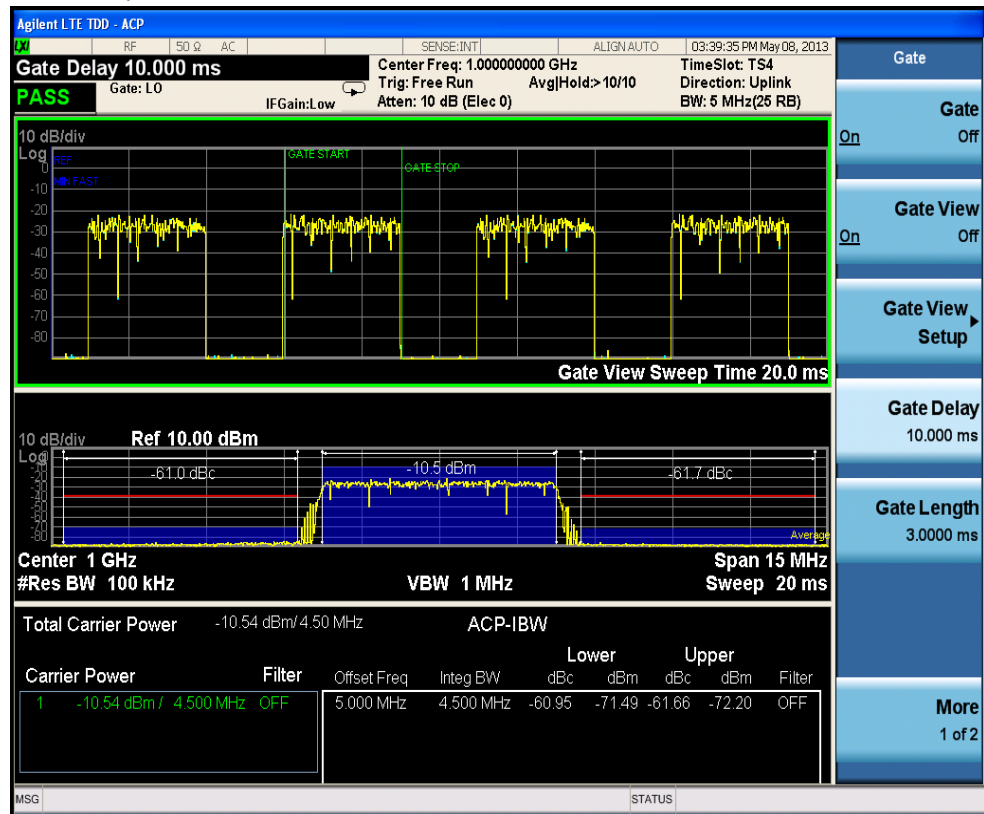 Agilent LTE TDD - ACP
LXI RF 50 Ω AC SENSE:INT ALIGN AUTO 03:39:35 PM May 08, 2013
Gate Delay 10.000 ms
Center Freq: 1.000000000 GHz
TimeSlot: TS4
PASS
Gate: LO
Trig: Free Run
Avg|Hold:>10/10
Direction: Uplink
IFGain:Low
Atten: 10 dB (Elec 0)
BW: 5 MHz(25 RB)
10 dB/div
Log
REF
GATE START
GATE STOP
MIN FAST
0
-10
-20
-30
-40
-50
-60
-70
-80
Gate View Sweep Time 20.0 ms
10 dB/div Ref 10.00 dBm
Log
-61.0 dBc
-10.5 dBm
-61.7 dBc
-80
Average
Center 1 GHz
Span 15 MHz
#Res BW 100 kHz
VBW 1 MHz
Sweep 20 ms
Total Carrier Power -10.54 dBm/ 4.50 MHz
ACP-IBW
Lower Upper
Carrier Power Filter
Offset Freq Integ BW dBc dBm dBc dBm Filter
1 -10.54 dBm / 4.500 MHz OFF
5.000 MHz 4.500 MHz -60.95 -71.49 -61.66 -72.20 OFF
MSG
STATUS
Gate
Gate
On Off
Gate View
On Off
Gate View
Setup
Gate Delay
10.000 ms
Gate Length
3.0000 ms
More
1 of 2